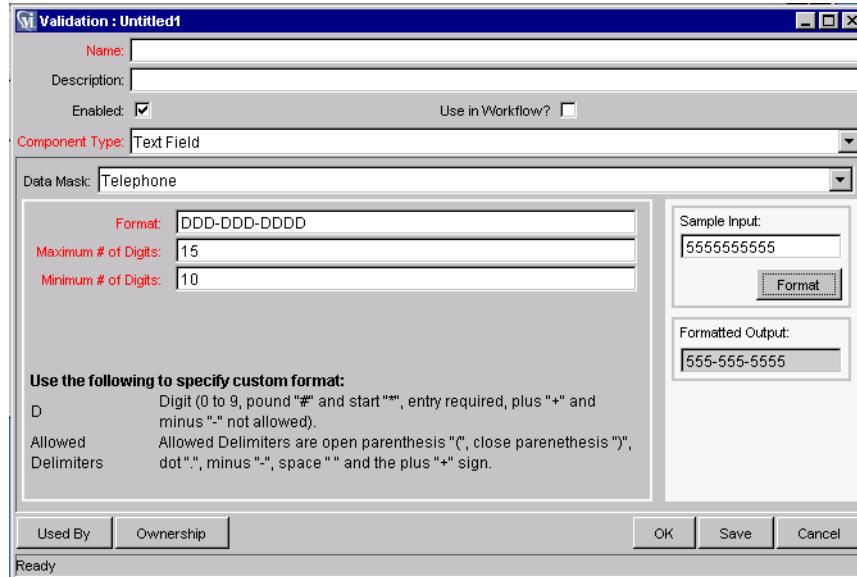 Validation : Untitled1
Name:
Description:
Enabled: Use in Workflow?
Component Type: Text Field
Data Mask: Telephone
Format: DDD-DDD-DDDD
Maximum # of Digits: 15
Minimum # of Digits: 10
Sample Input:
5555555555
Format
Formatted Output:
555-555-5555
Use the following to specify custom format:
D Digit (0 to 9, pound "#" and start "*", entry required, plus "+" and
minus "-" not allowed).
Allowed Allowed Delimiters are open parenthesis "(", close parenethesis ")",
Delimiters dot ".", minus "-", space " " and the plus "+" sign.
Used By Ownership OK Save Cancel
Ready